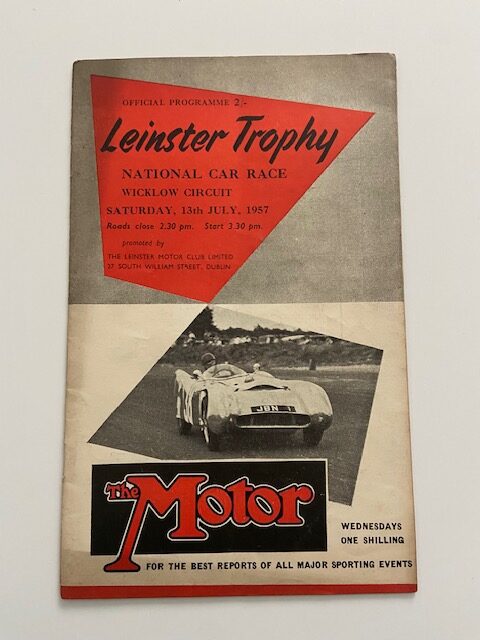 OFFICIAL PROGRAMME 2/-
Leinster Trophy
NATIONAL CAR RACE
WICKLOW CIRCUIT
SATURDAY, 13th JULY, 1957
Roads close 2.30 pm. Start 3.30 pm.
promoted by
THE LEINSTER MOTOR CLUB LIMITED
37 SOUTH WILLIAM STREET, DUBLIN
JBN 1
The Motor
WEDNESDAYS
ONE SHILLING
FOR THE BEST REPORTS OF ALL MAJOR SPORTING EVENTS